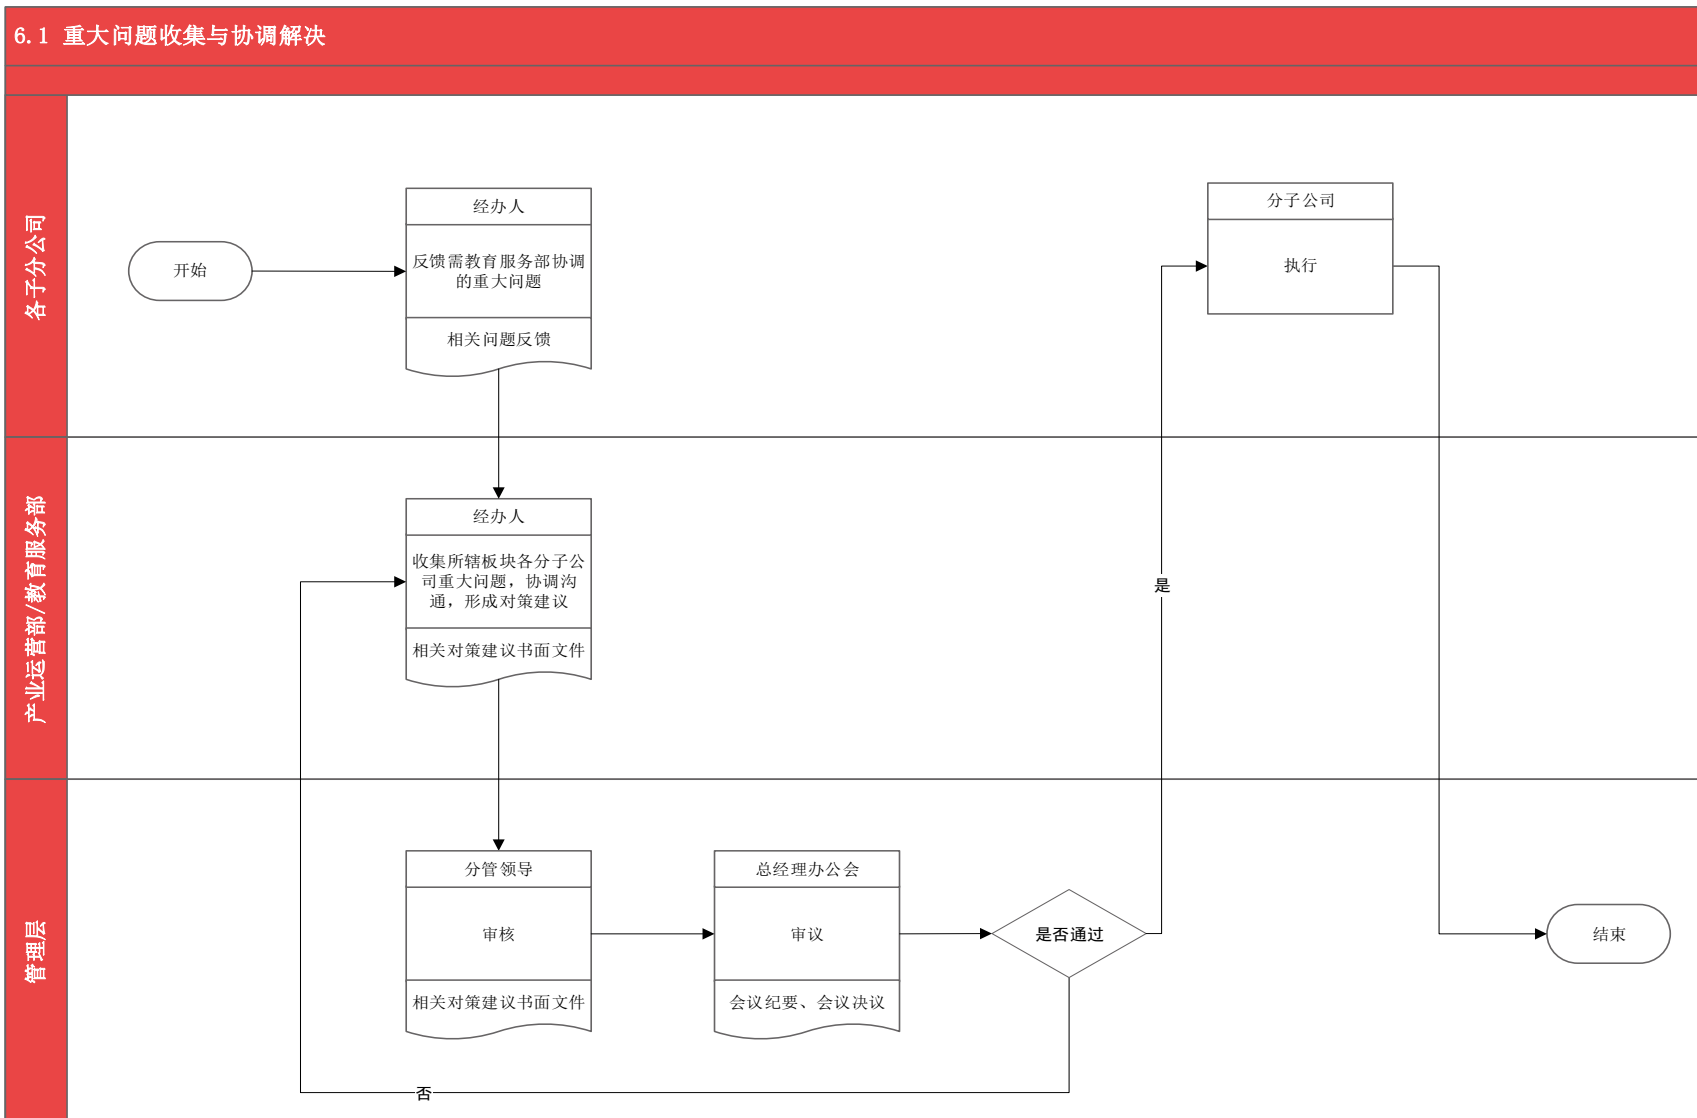 6.1 重大问题收集与协调解决
各子分公司
开始
经办人
反馈需教育服务部协调
的重大问题
相关问题反馈
分子公司
执行
产业运营部/教育服务部
经办人
收集所辖板块各分子公
司重大问题，协调沟
通，形成对策建议
相关对策建议书面文件
是
管理层
分管领导
审核
相关对策建议书面文件
总经理办公会
审议
会议纪要、会议决议
是否通过
结束
否